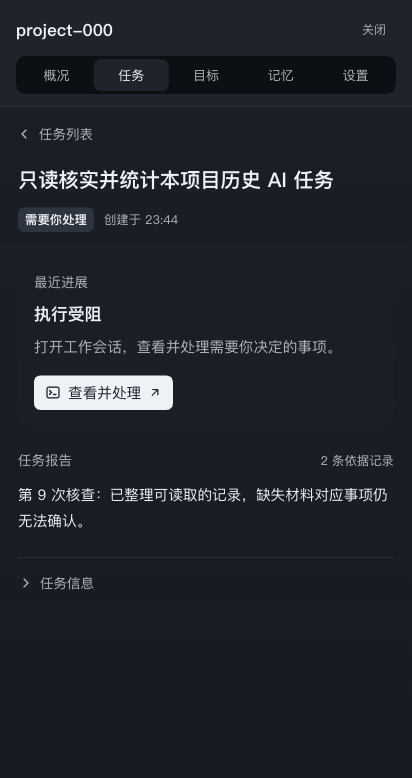 project-000
关闭
概况
任务
目标
记忆
设置
任务列表
只读核实并统计本项目历史 AI 任务
需要你处理
创建于 23:44
最近进展
执行受阻
打开工作会话，查看并处理需要你决定的事项。
查看并处理
任务报告
2 条依据记录
第 9 次核查：已整理可读取的记录，缺失材料对应事项仍
无法确认。
任务信息